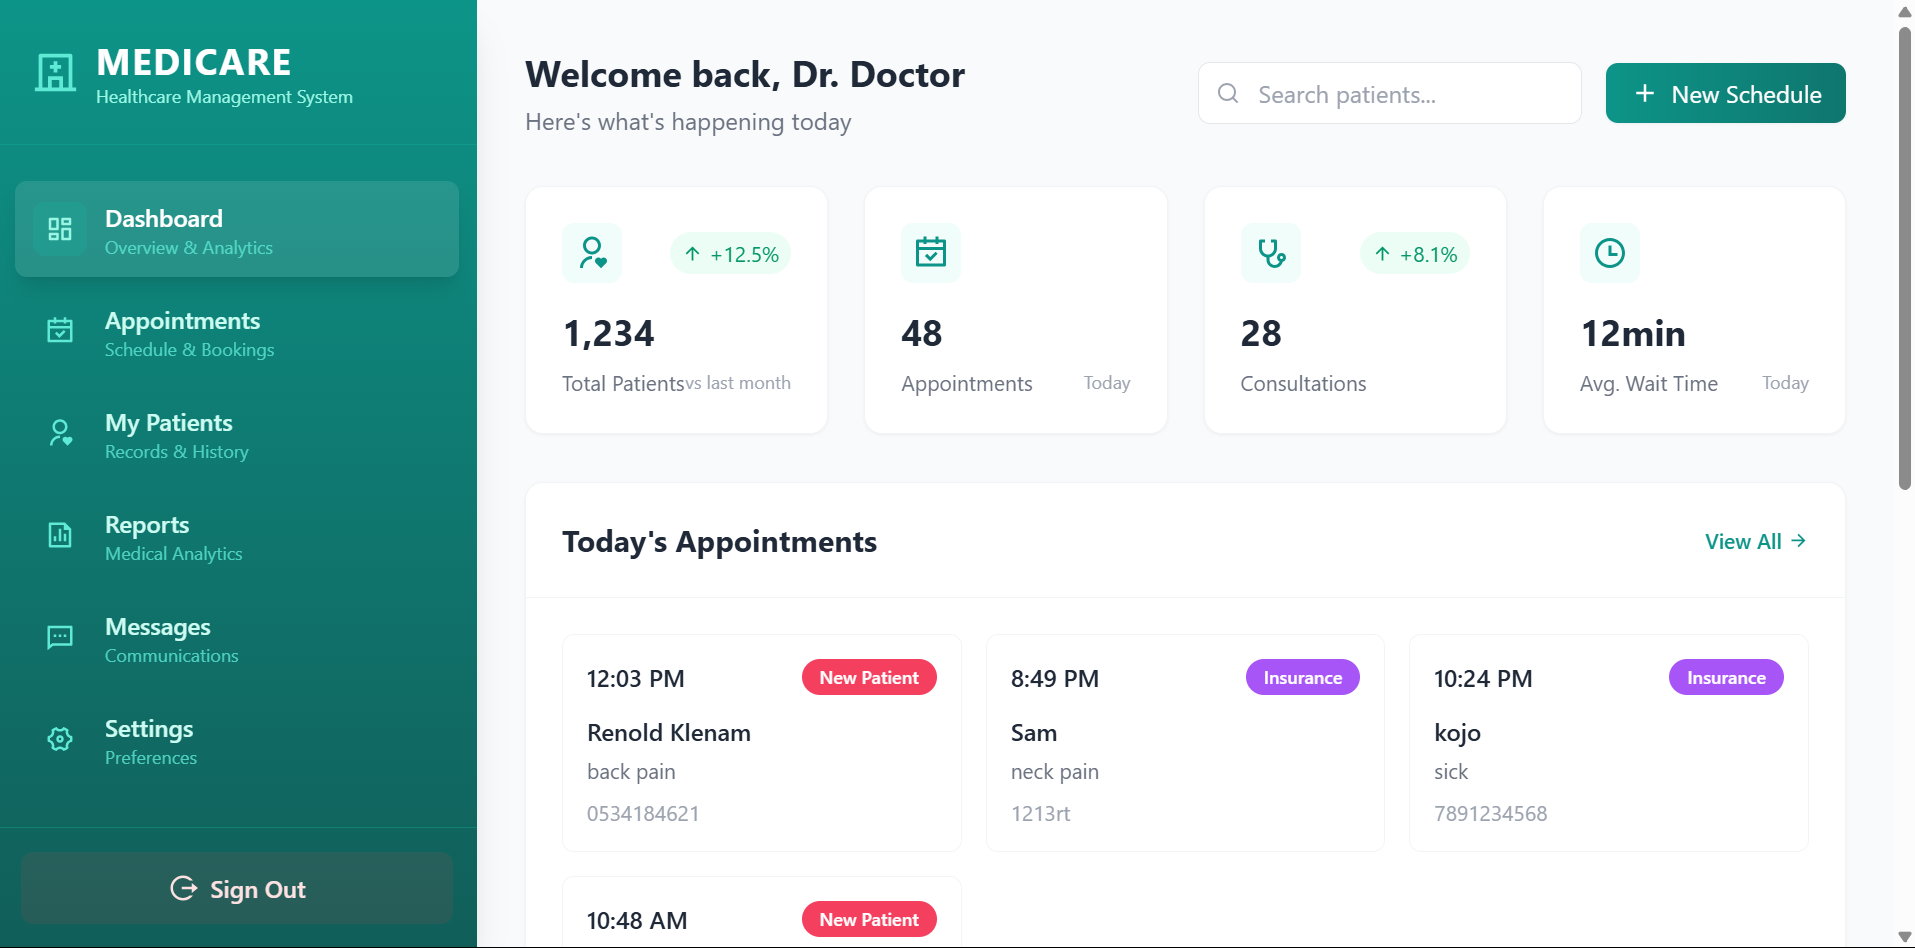 MEDICARE
Healthcare Management System
Dashboard
Overview & Analytics
Appointments
Schedule & Bookings
My Patients
Records & History
Reports
Medical Analytics
Messages
Communications
Settings
Preferences
Sign Out
Welcome back, Dr. Doctor
Here's what's happening today
Search patients...
+ New Schedule
↑ +12.5%
1,234
Total Patients vs last month
48
Appointments Today
↑ +8.1%
28
Consultations
12min
Avg. Wait Time Today
Today's Appointments
View All →
12:03 PM New Patient
Renold Klenam
back pain
0534184621
8:49 PM Insurance
Sam
neck pain
1213rt
10:24 PM Insurance
kojo
sick
7891234568
10:48 AM New Patient